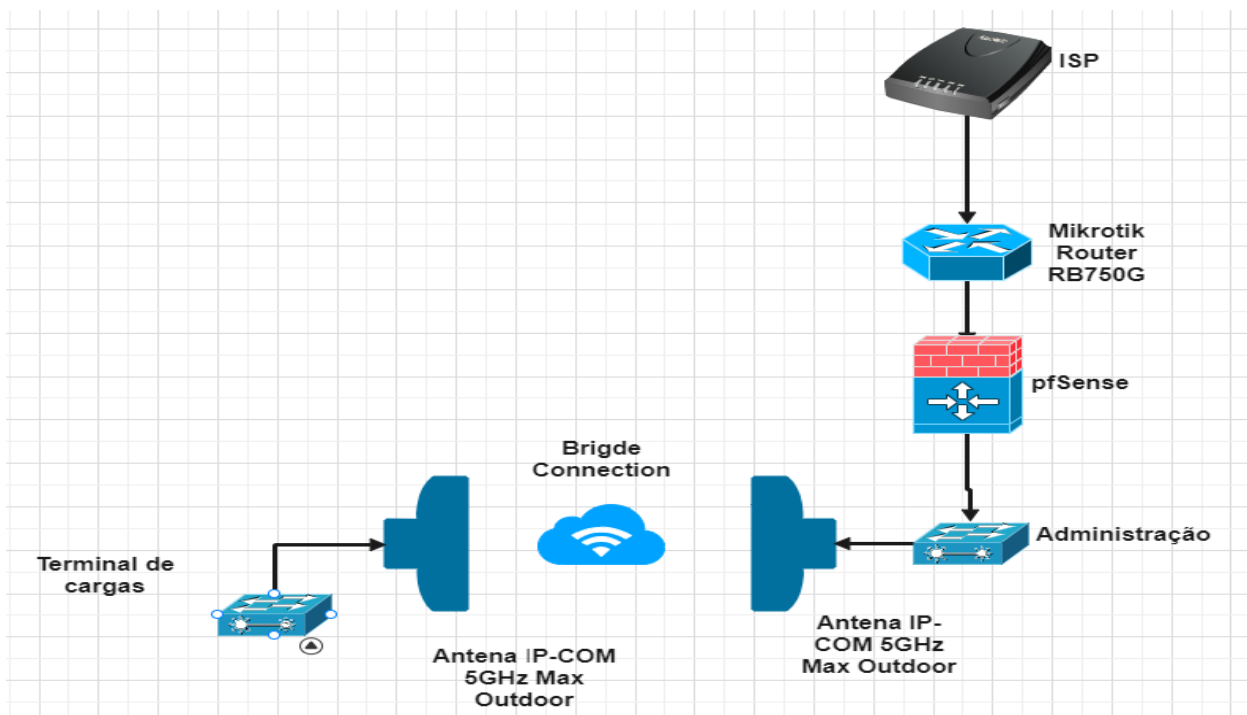 ISP
Mikrotik
Router
RB750G
pfSense
Brigde
Connection
Administração
Terminal de
cargas
Antena IP-
COM 5GHz
Max Outdoor
Antena IP-COM
5GHz Max
Outdoor